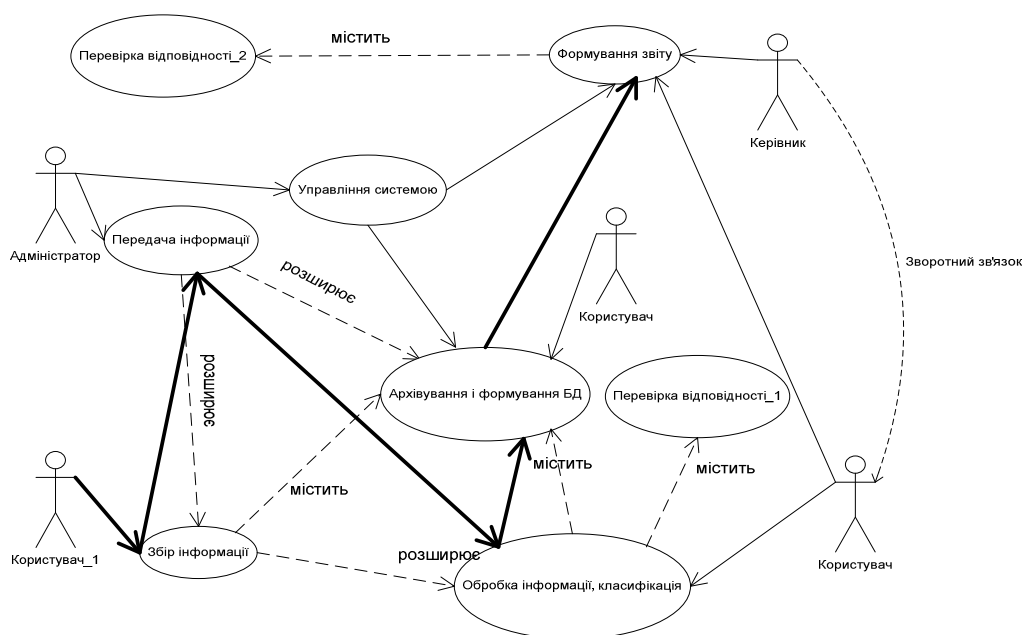 містить
Перевірка відповідності_2
Формування звіту
Керівник
Управління системою
Адміністратор
Передача інформації
розширює
Зворотний зв'язок
Користувач
розширює
Архівування і формування БД
Перевірка відповідності_1
містить
містить
містить
Користувач_1
Збір інформації
розширює
Обробка інформації, класифікація
Користувач